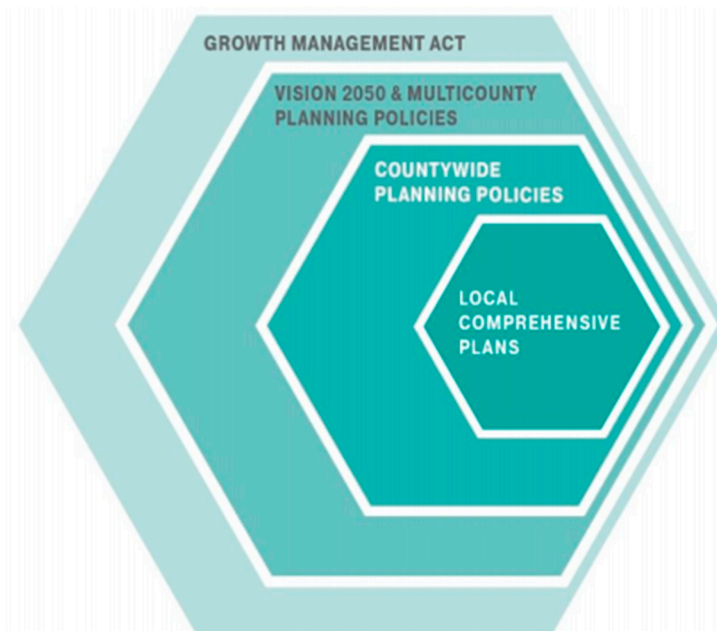 GROWTH MANAGEMENT ACT
VISION 2050 & MULTICOUNTY
PLANNING POLICIES
COUNTYWIDE
PLANNING POLICIES
LOCAL
COMPREHENSIVE
PLANS